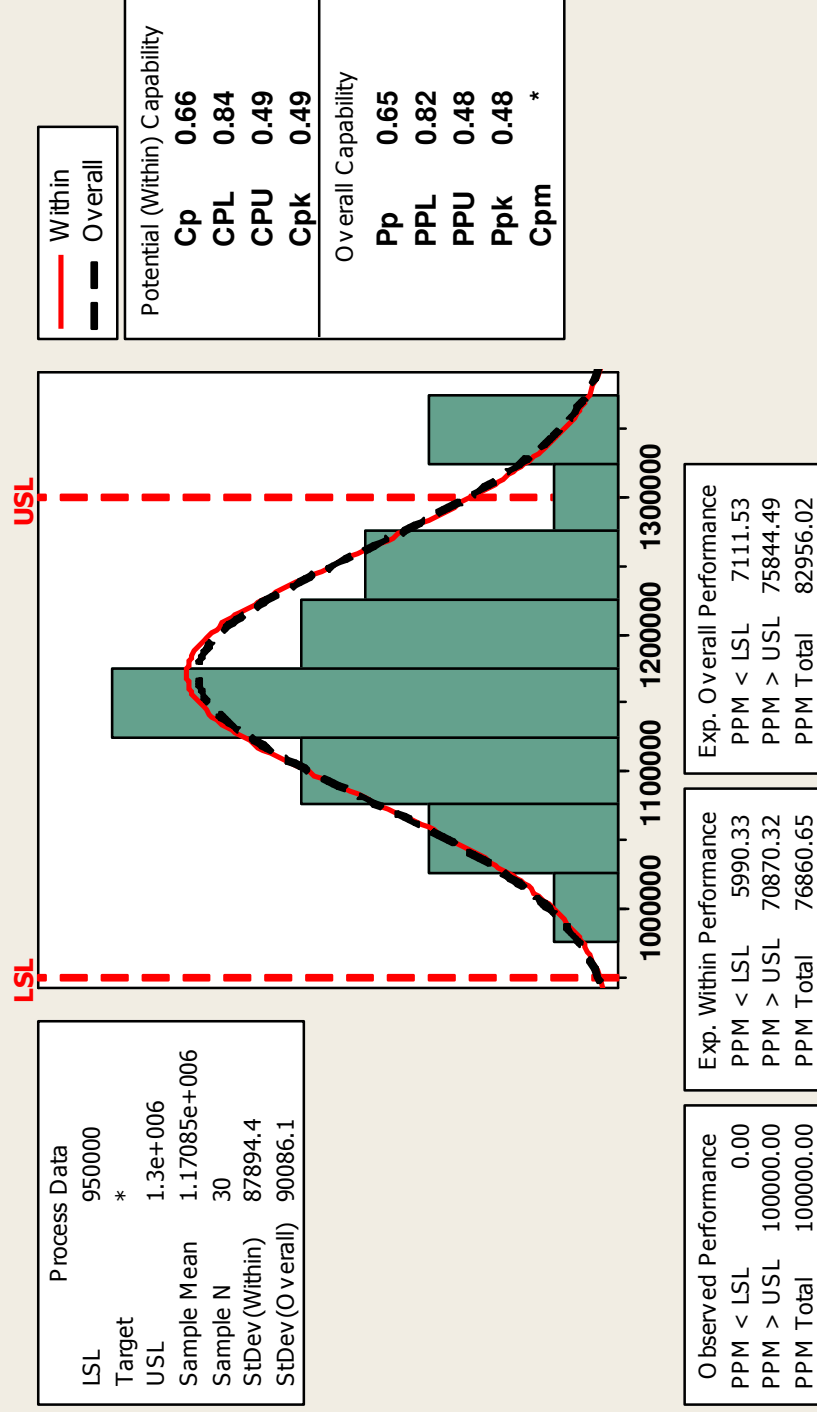 Process Data
LSL 950000
Target *
USL 1.3e+006
Sample Mean 1.17085e+006
Sample N 30
StDev(Within) 87894.4
StDev(Overall) 90086.1
LSL
USL
Within
Overall
Potential (Within) Capability
Cp 0.66
CPL 0.84
CPU 0.49
Cpk 0.49
Overall Capability
Pp 0.65
PPL 0.82
PPU 0.48
Ppk 0.48
Cpm *
1000000 1100000 1200000 1300000
Observed Performance
PPM < LSL 0.00
PPM > USL 100000.00
PPM Total 100000.00
Exp. Within Performance
PPM < LSL 5990.33
PPM > USL 70870.32
PPM Total 76860.65
Exp. Overall Performance
PPM < LSL 7111.53
PPM > USL 75844.49
PPM Total 82956.02